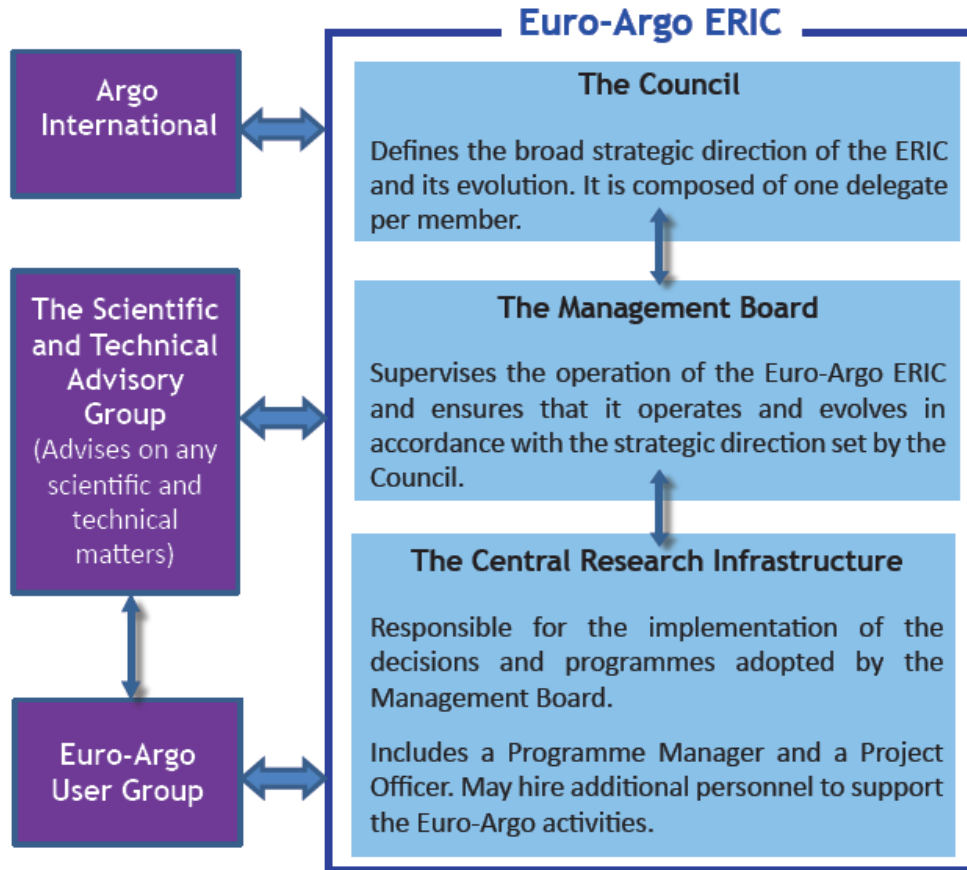 Euro-Argo ERIC
Argo
International
The Council
Defines the broad strategic direction of the ERIC
and its evolution. It is composed of one delegate
per member.
The Scientific
and Technical
Advisory
Group
(Advises on any
scientific and
technical
matters)
The Management Board
Supervises the operation of the Euro-Argo ERIC
and ensures that it operates and evolves in
accordance with the strategic direction set by the
Council.
Euro-Argo
User Group
The Central Research Infrastructure
Responsible for the implementation of the
decisions and programmes adopted by the
Management Board.
Includes a Programme Manager and a Project
Officer. May hire additional personnel to support
the Euro-Argo activities.